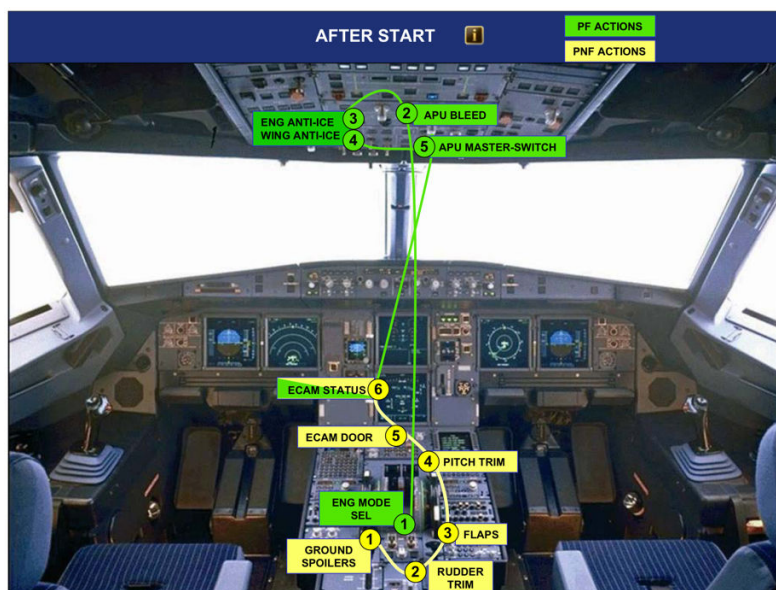 AFTER START
i
PF ACTIONS
PNF ACTIONS
3
2
APU BLEED
ENG ANTI-ICE
WING ANTI-ICE
4
5
APU MASTER-SWITCH
ECAM STATUS
6
ECAM DOOR
5
4
PITCH TRIM
ENG MODE
SEL
1
1
3
FLAPS
GROUND
SPOILERS
2
RUDDER
TRIM